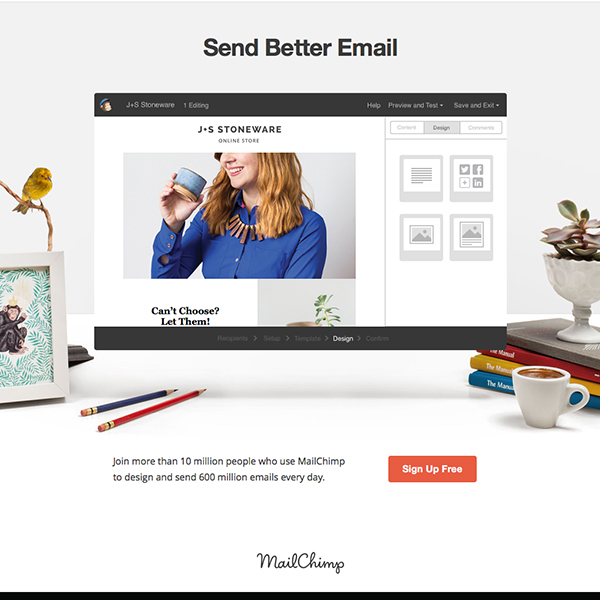 Send Better Email
J+S Stoneware 1 Editing Help Preview and Test Save and Exit
Content Design Comments
J+S STONEWARE
ONLINE STORE
Can't Choose?
Let Them!
Recipients Setup Template Design Confirm
The Manual
The Manual
The Manual
Join more than 10 million people who use MailChimp
to design and send 600 million emails every day.
Sign Up Free
MailChimp